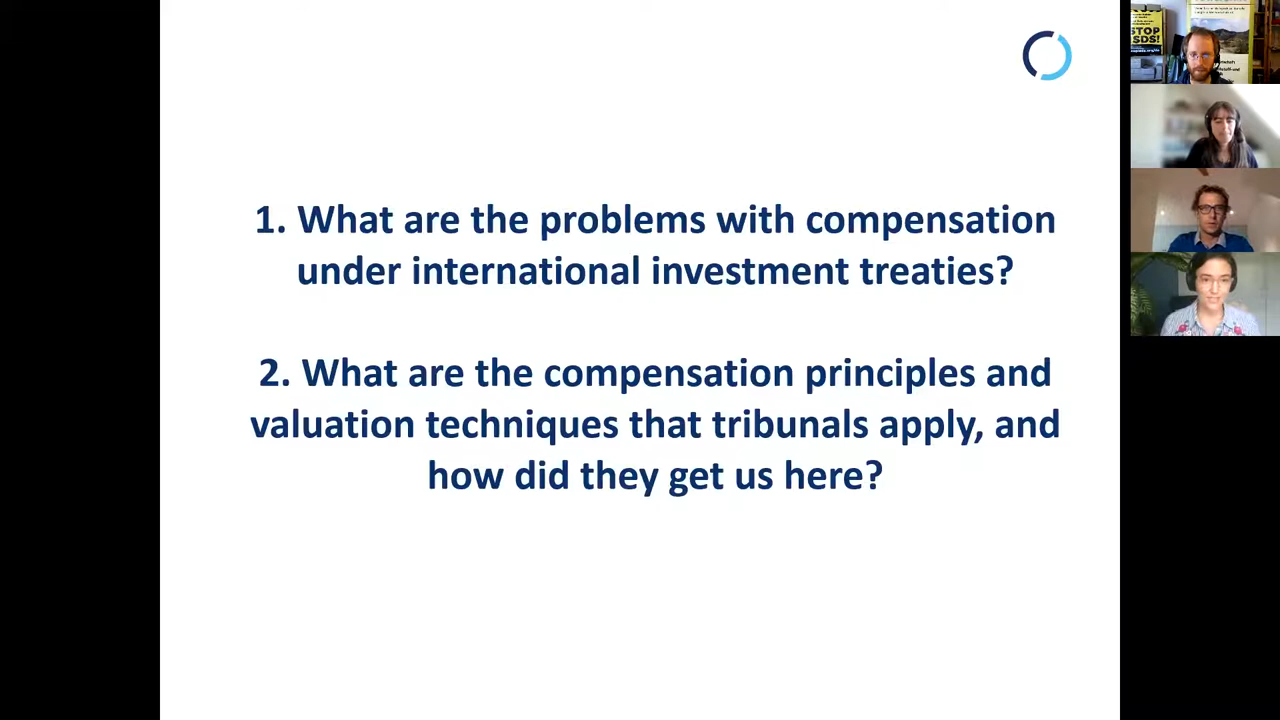 1. What are the problems with compensation
under international investment treaties?
2. What are the compensation principles and
valuation techniques that tribunals apply, and
how did they get us here?
STOP